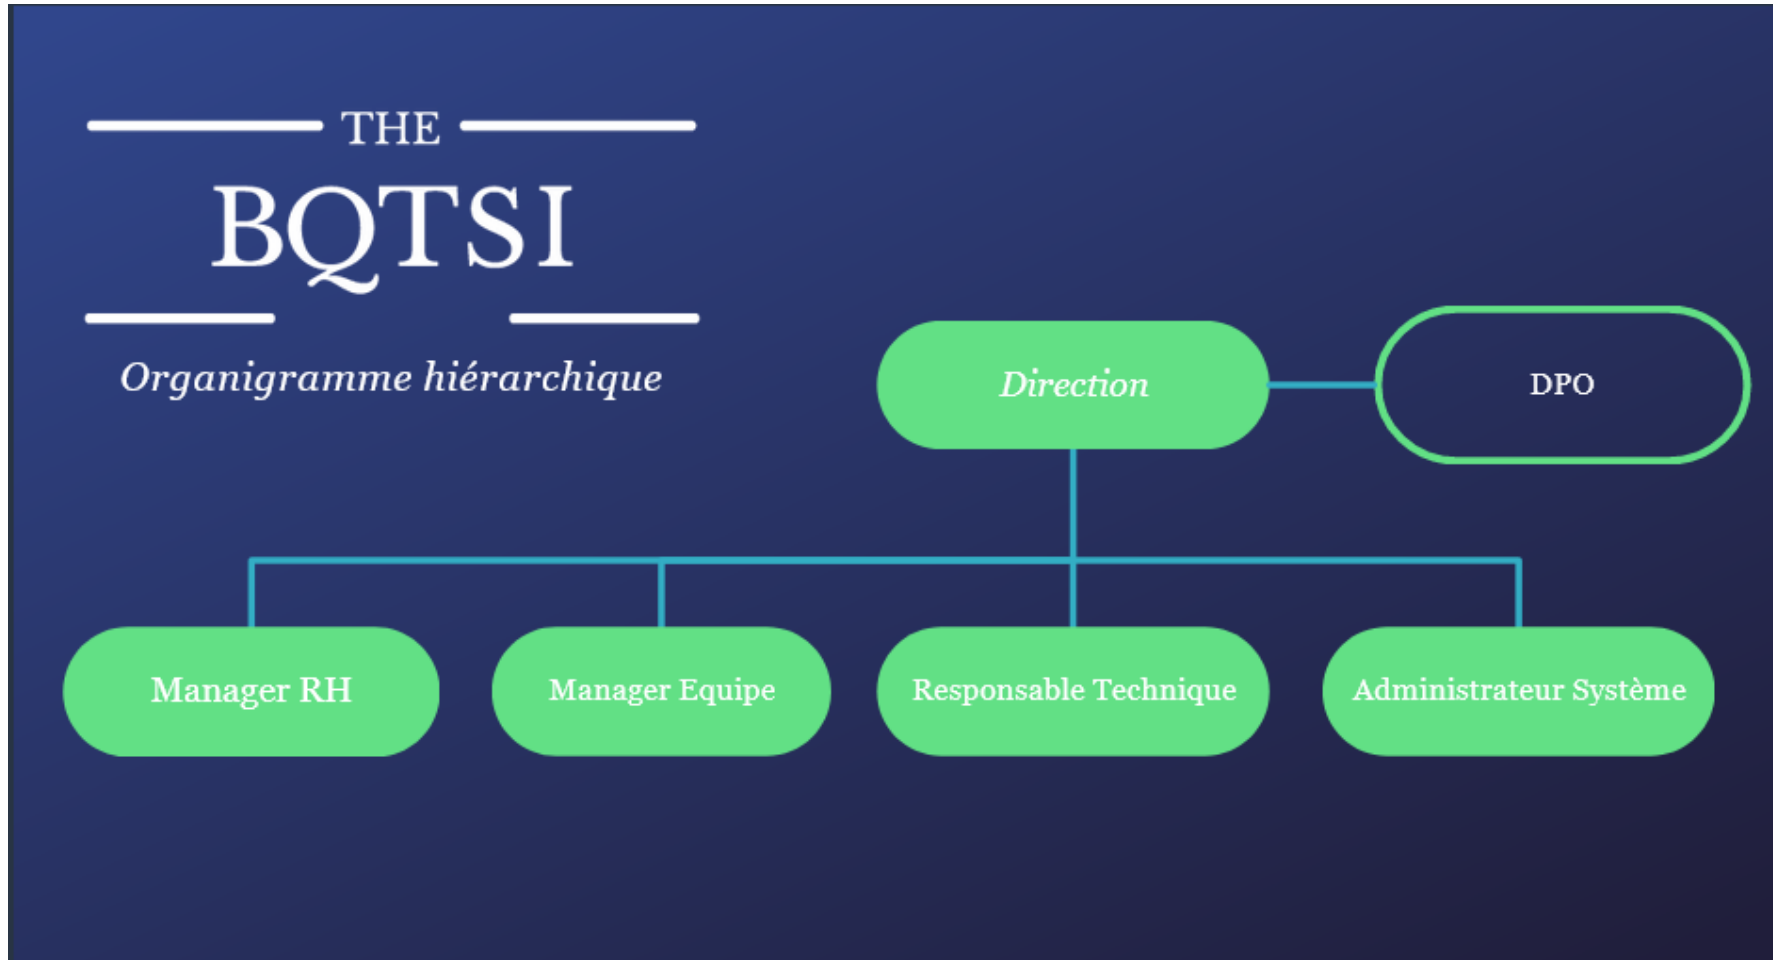 THE
BQTSI
Organigramme hiérarchique
Direction
DPO
Manager RH
Manager Equipe
Responsable Technique
Administrateur Système